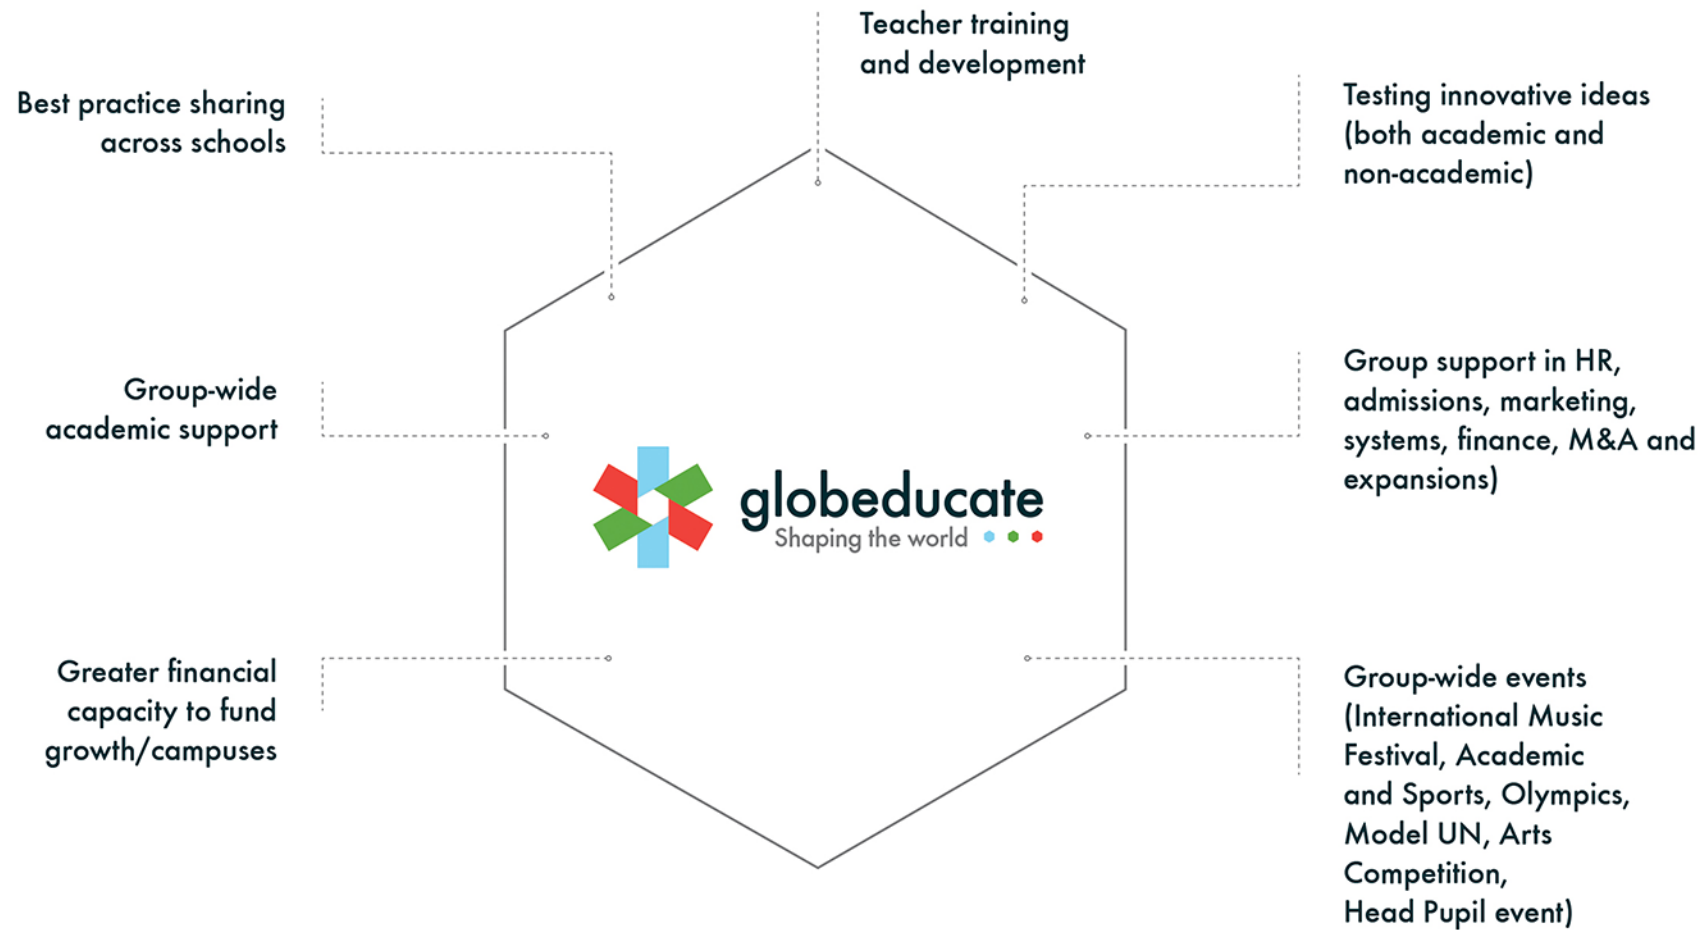 Teacher training
and development
Best practice sharing
across schools
Testing innovative ideas
(both academic and
non-academic)
Group-wide
academic support
Group support in HR,
admissions, marketing,
systems, finance, M&A and
expansions)
globeducate
Shaping the world
Greater financial
capacity to fund
growth/campuses
Group-wide events
(International Music
Festival, Academic
and Sports, Olympics,
Model UN, Arts
Competition,
Head Pupil event)